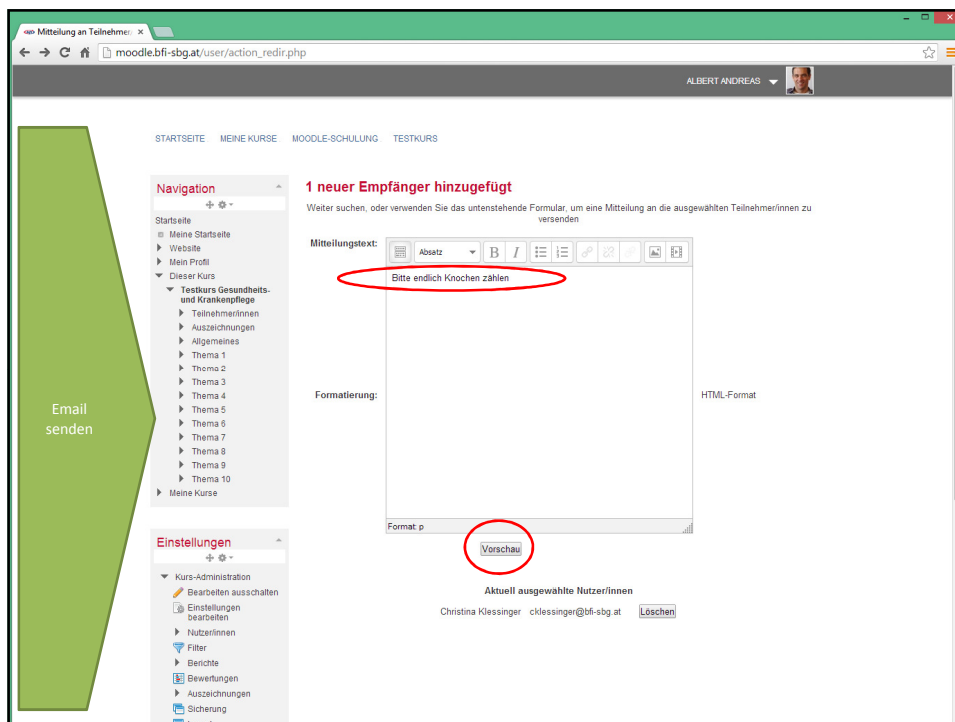 Mitteilung an Teilnehmer
moodle.bfi-sbg.at/user/action_redir.php
ALBERT ANDREAS
STARTSEITE MEINE KURSE MOODLE-SCHULUNG TESTKURS
Email
senden
Navigation
Startseite
Meine Startseite
Website
Mein Profil
Dieser Kurs
Testkurs Gesundheits-
und Krankenpflege
Teilnehmer/innen
Auszeichnungen
Allgemeines
Thema 1
Thema 2
Thema 3
Thema 4
Thema 5
Thema 6
Thema 7
Thema 8
Thema 9
Thema 10
Meine Kurse
Einstellungen
Kurs-Administration
Bearbeiten ausschalten
Einstellungen
bearbeiten
Nutzer/innen
Filter
Berichte
Bewertungen
Auszeichnungen
Sicherung
1 neuer Empfänger hinzugefügt
Weiter suchen, oder verwenden Sie das untenstehende Formular, um eine Mitteilung an die ausgewählten Teilnehmer/innen zu
versenden
Mitteilungstext:
Absatz B I
Bitte endlich Knochen zählen
Formatierung:
HTML-Format
Format: p
Vorschau
Aktuell ausgewählte Nutzer/innen
Christina Klessinger cklessinger@bfi-sbg.at Löschen